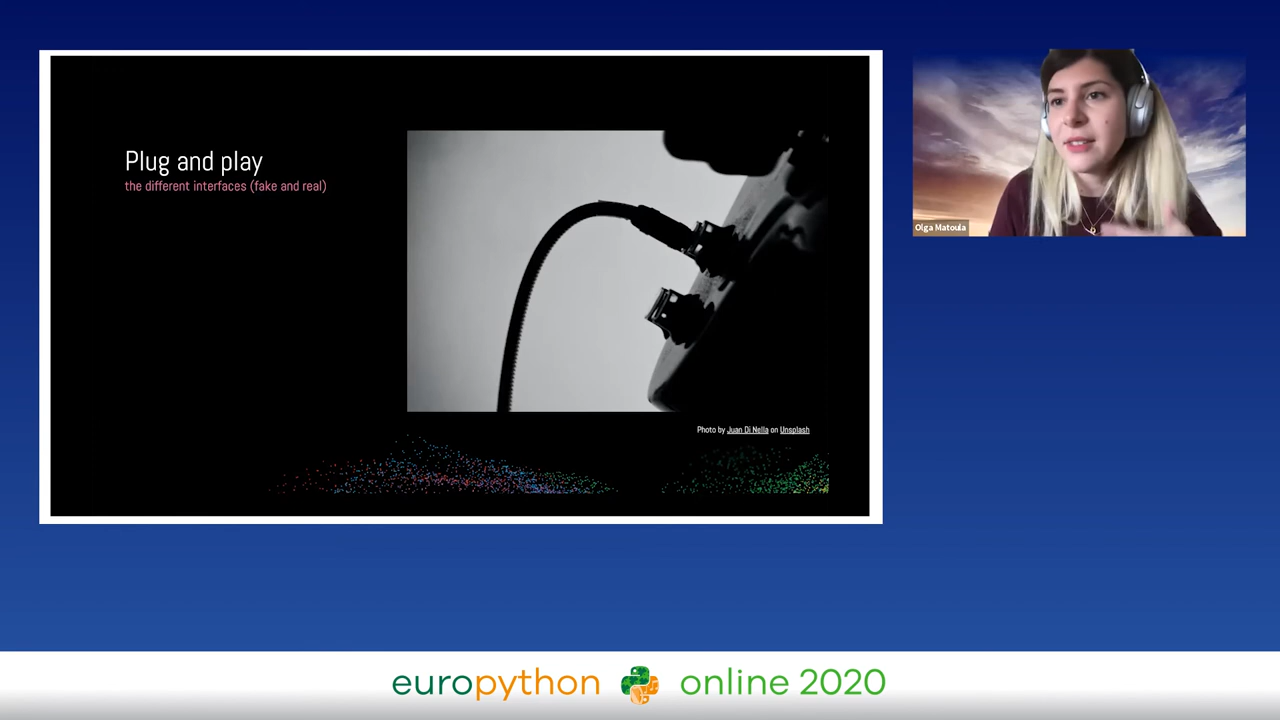 Plug and play
the different interfaces (fake and real)
Photo by Juan Di Nella on Unsplash
Olga Matoula
europython online 2020